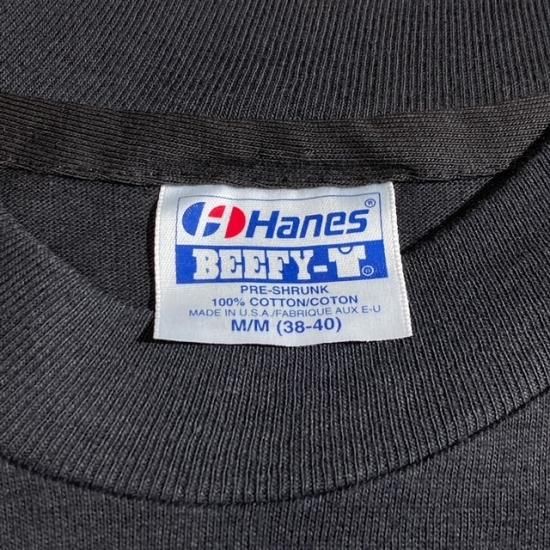 Hanes®
BEEFY-T®
PRE-SHRUNK
100% COTTON/COTON
MADE IN U.S.A./FABRIQUE AUX E-U
M/M (38-40)